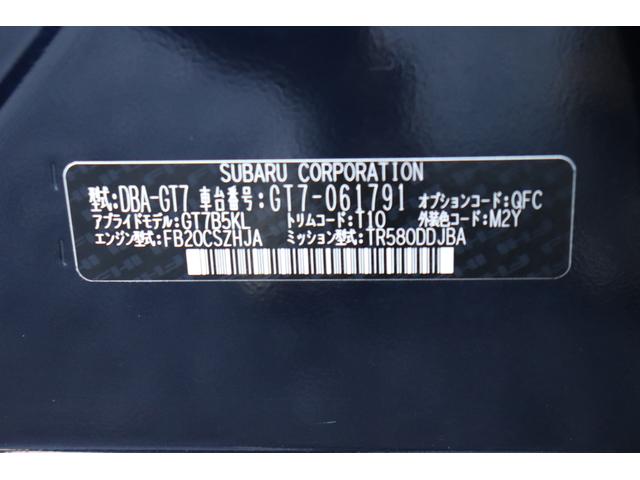 SUBARU CORPORATION
型式:DBA-GT7 車台番号:GT7-061791 オプションコード:QFC
アプライドモデル:GT7B5KL トリムコード:T10 外装色コード:M2Y
エンジン型式:FB20CSZHJA ミッション型式:TR580DDJBA